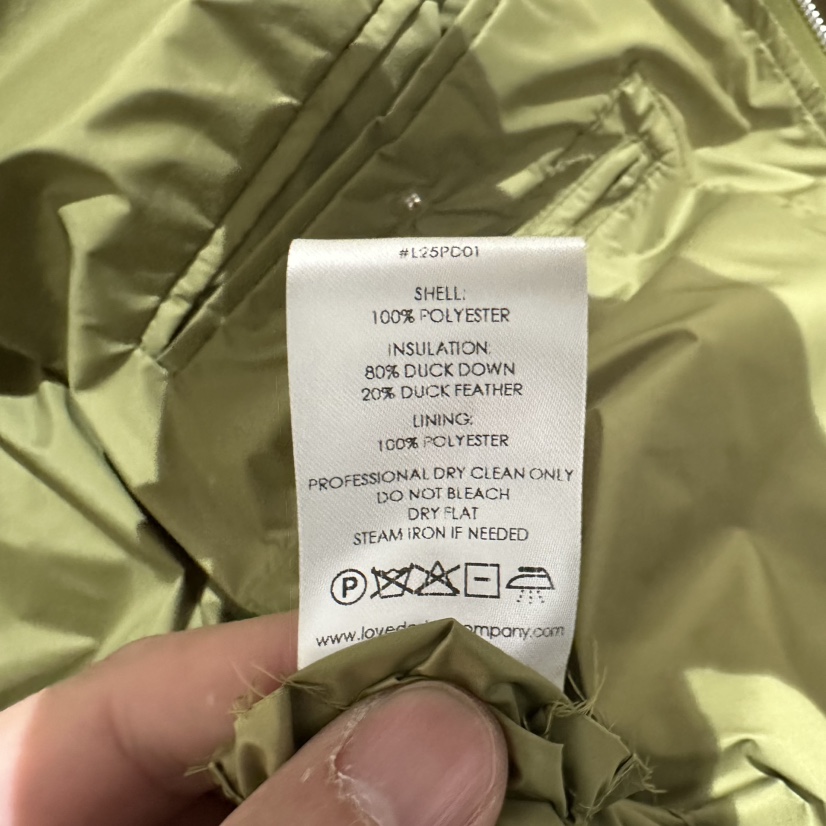 #L25PD01
SHELL:
100% POLYESTER
INSULATION:
80% DUCK DOWN
20% DUCK FEATHER
LINING:
100% POLYESTER
PROFESSIONAL DRY CLEAN ONLY
DO NOT BLEACH
DRY FLAT
STEAM IRON IF NEEDED
P